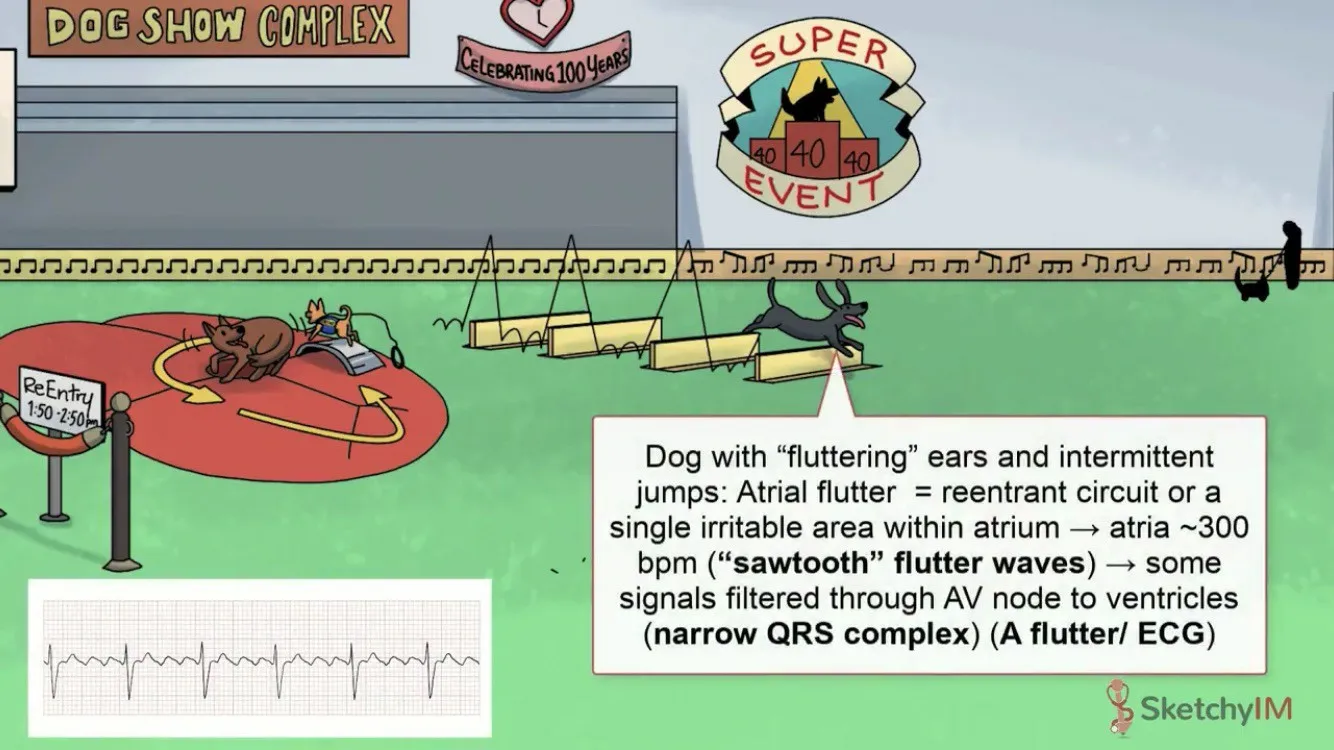 DOG SHOW COMPLEX
CELEBRATING 100 YEARS
SUPER
40 40 40
EVENT
ReEntry
1:50 -2:50pm
Dog with “fluttering” ears and intermittent
jumps: Atrial flutter = reentrant circuit or a
single irritable area within atrium → atria ~300
bpm (“sawtooth” flutter waves) → some
signals filtered through AV node to ventricles
(narrow QRS complex) (A flutter/ ECG)
SketchyIM